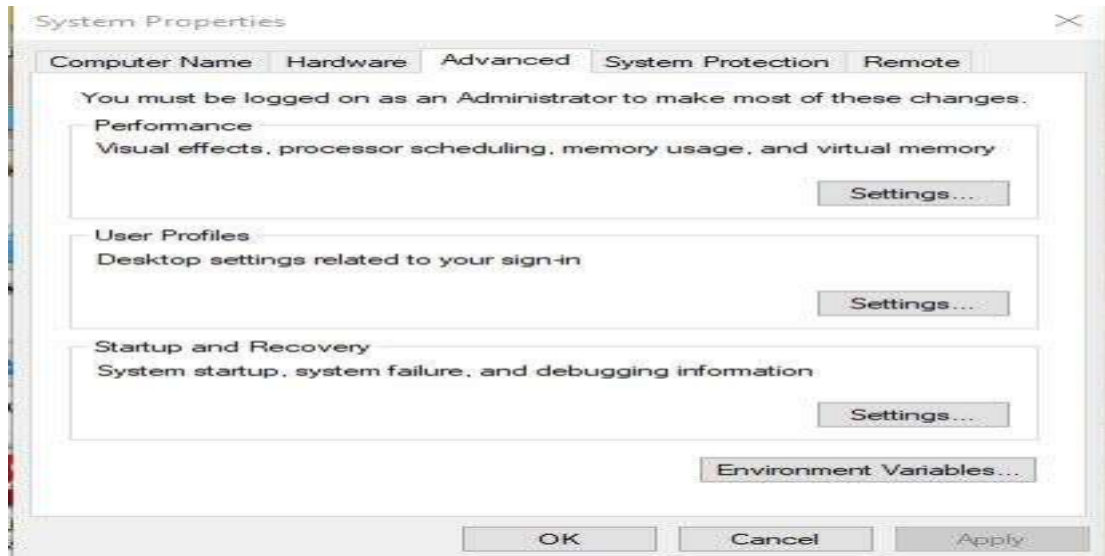 System Properties
Computer Name Hardware Advanced System Protection Remote
You must be logged on as an Administrator to make most of these changes.
Performance
Visual effects, processor scheduling, memory usage, and virtual memory
Settings...
User Profiles
Desktop settings related to your sign-in
Settings...
Startup and Recovery
System startup, system failure, and debugging information
Settings...
Environment Variables...
OK Cancel Apply